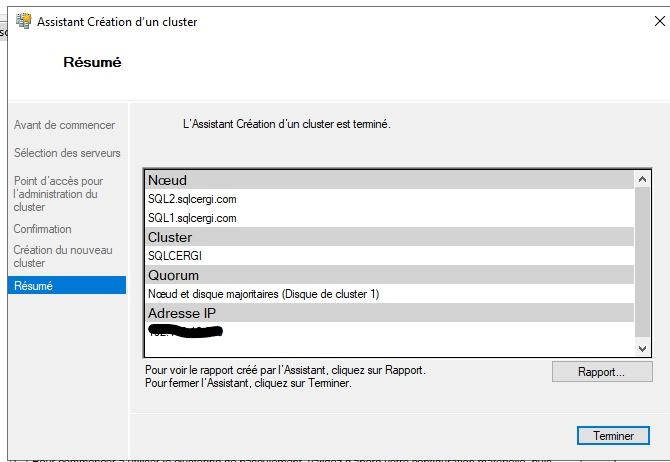 Assistant Création d'un cluster
Résumé
Avant de commencer
Sélection des serveurs
Point d'accès pour
l'administration du
cluster
Confirmation
Création du nouveau
cluster
Résumé
L'Assistant Création d'un cluster est terminé.
Nœud
SQL2.sqlcergi.com
SQL1.sqlcergi.com
Cluster
SQLCERGI
Quorum
Nœud et disque majoritaires (Disque de cluster 1)
Adresse IP
Pour voir le rapport créé par l'Assistant, cliquez sur Rapport.
Pour fermer l'Assistant, cliquez sur Terminer.
Rapport...
Terminer